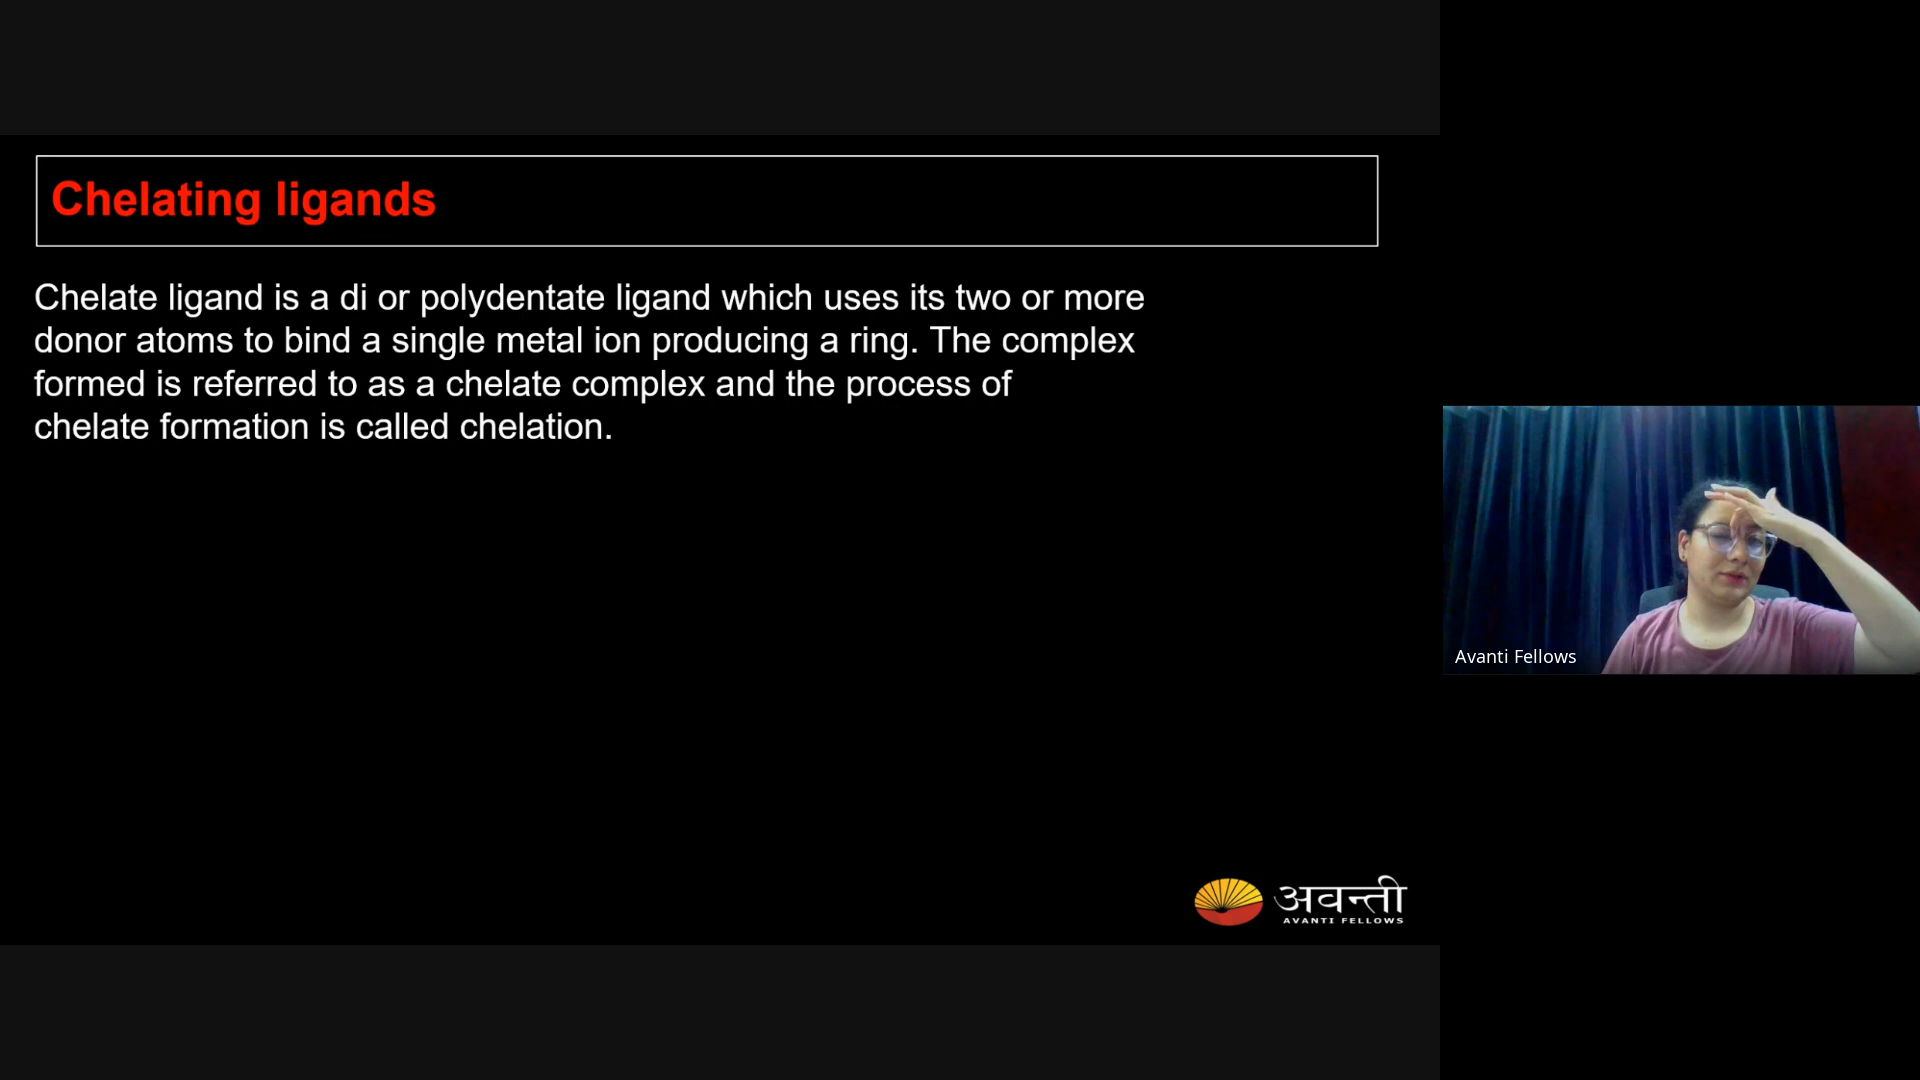 Chelating ligands
Chelate ligand is a di or polydentate ligand which uses its two or more
donor atoms to bind a single metal ion producing a ring. The complex
formed is referred to as a chelate complex and the process of
chelate formation is called chelation.
Avanti Fellows
अवन्ती
AVANTI FELLOWS